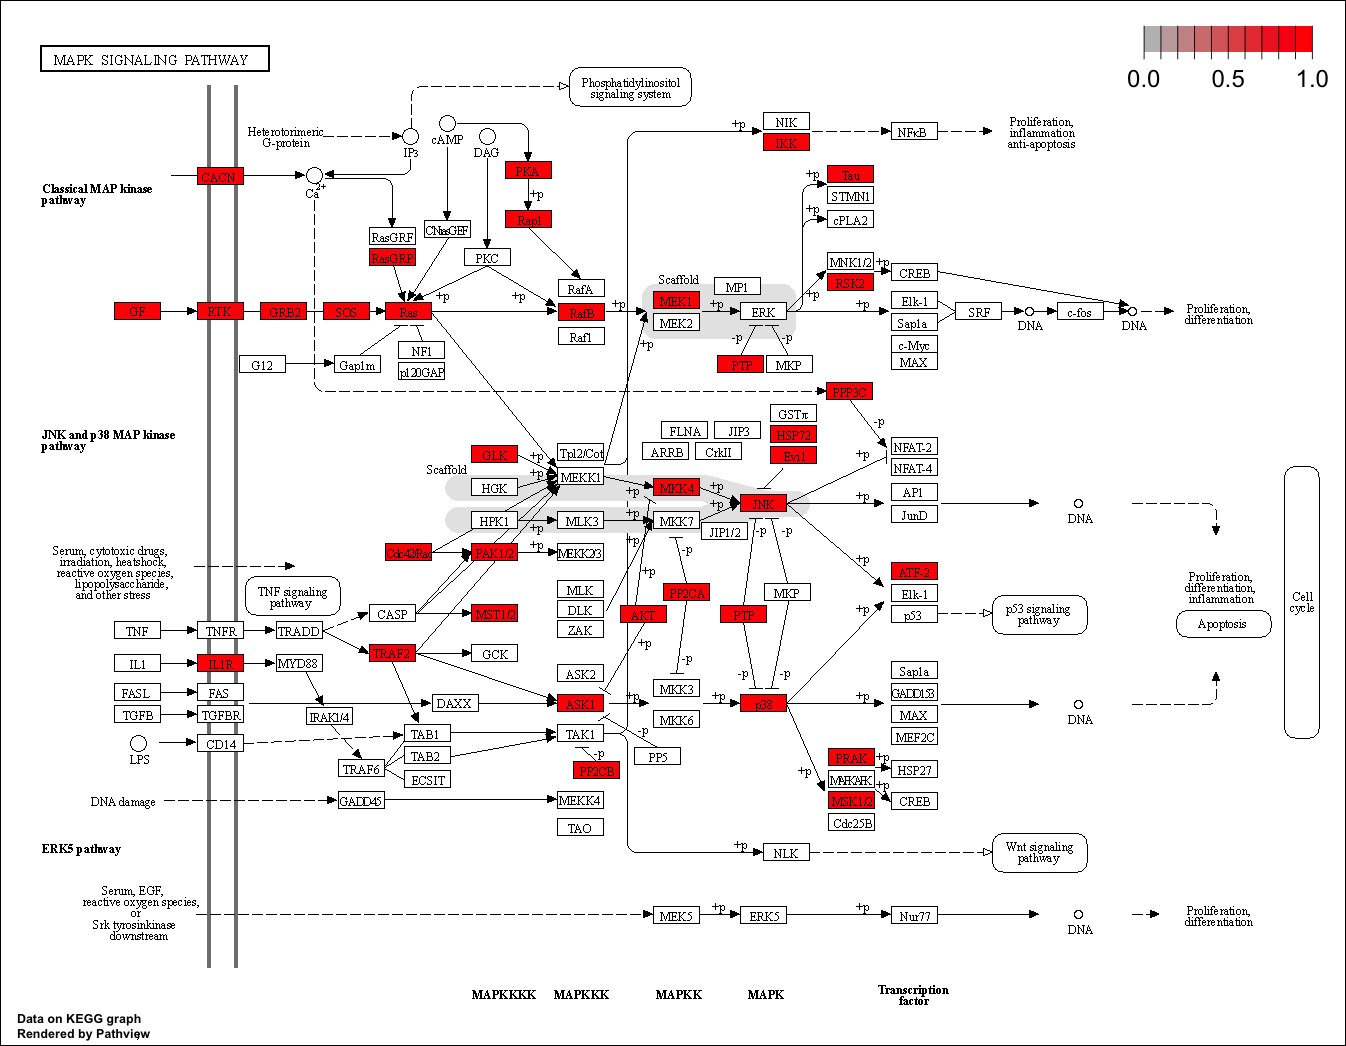 MAPK SIGNALING PATHWAY
0.0 0.5 1.0
Phosphatidylinositol
signaling system
Heterotorimeric
G-protein
IP3
cAMP
DAG
+p
NIK
IKK
NFκB
Proliferation,
inflammation
anti-apoptosis
Classical MAP kinase
pathway
CACN
Ca2+
PKA
+p
Rap1
RasGRF
RasGRP
CNrasGEF
PKC
Tau
STMN1
cPLA2
+p
+p
MNK1/2
RSK2
+p
+p
CREB
Scaffold
MP1
RafA
RafB
Raf1
MEK1
MEK2
ERK
GF
RTK
GRB2
SOS
Ras
+p
+p
+p
+p
+p
+p
Elk-1
Sap1a
c-Myc
MAX
SRF
DNA
c-fos
DNA
Proliferation,
differentiation
G12
Gap1m
NF1
p120GAP
-p
-p
PTP
MKP
PPP3C
-p
JNK and p38 MAP kinase
pathway
GSTπ
HSP72
Evi1
FLNA
JIP3
ARRB
CrkII
NFAT-2
NFAT-4
GLK
+p
Tpl2/Cot
Scaffold
HGK
+p
MEKK1
+p
MKK4
+p
JNK
+p
+p
AP1
JunD
DNA
HPK1
+p
MLK3
+p
MKK7
+p
JIP1/2
Cdc42/Rac
PAK1/2
+p
MEKK2/3
+p
-p
-p
-p
+p
ATF-2
Elk-1
p53
p53 signaling
pathway
Serum, cytotoxic drugs,
irradiation, heatshock,
reactive oxygen species,
lipopolysaccharide,
and other stress
TNF signaling
pathway
MLK
DLK
ZAK
+p
PP2CA
AKT
PTP
MKP
+p
Proliferation,
differentiation,
inflammation
Apoptosis
Cell
cycle
CASP
MST1/2
TNF
TNFR
TRADD
IL1
IL1R
MYD88
TRAF2
GCK
+p
-p
-p
-p
FASL
FAS
DAXX
ASK2
ASK1
+p
MKK3
MKK6
+p
p38
+p
Sap1a
GADD153
MAX
MEF2C
DNA
TGFB
TGFBR
IRAK1/4
LPS
CD14
TAB1
TAB2
ECSIT
TRAF6
TAK1
-p
PP5
PP2CB
+p
PRAK
MAPKAPK
MSK1/2
Cdc25B
+p
+p
HSP27
CREB
DNA damage
GADD45
MEKK4
TAO
ERK5 pathway
+p
NLK
Wnt signaling
pathway
Serum, EGF,
reactive oxygen species,
or
Srk tyrosinkinase
downstream
MEK5
+p
ERK5
+p
Nur77
DNA
Proliferation,
differentiation
MAPKKKK
MAPKKK
MAPKK
MAPK
Transcription
factor
Data on KEGG graph
Rendered by Pathview